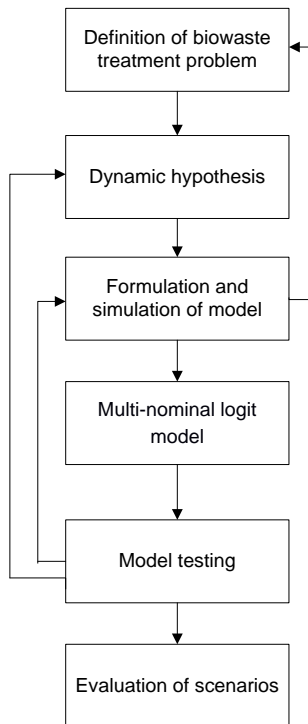 Definition of biowaste
treatment problem
Dynamic hypothesis
Formulation and
simulation of model
Multi-nominal logit
model
Model testing
Evaluation of scenarios